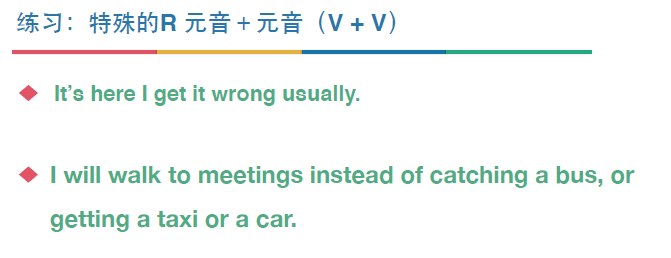 练习：特殊的R 元音＋元音（V + V）
It’s here I get it wrong usually.
I will walk to meetings instead of catching a bus, or
getting a taxi or a car.